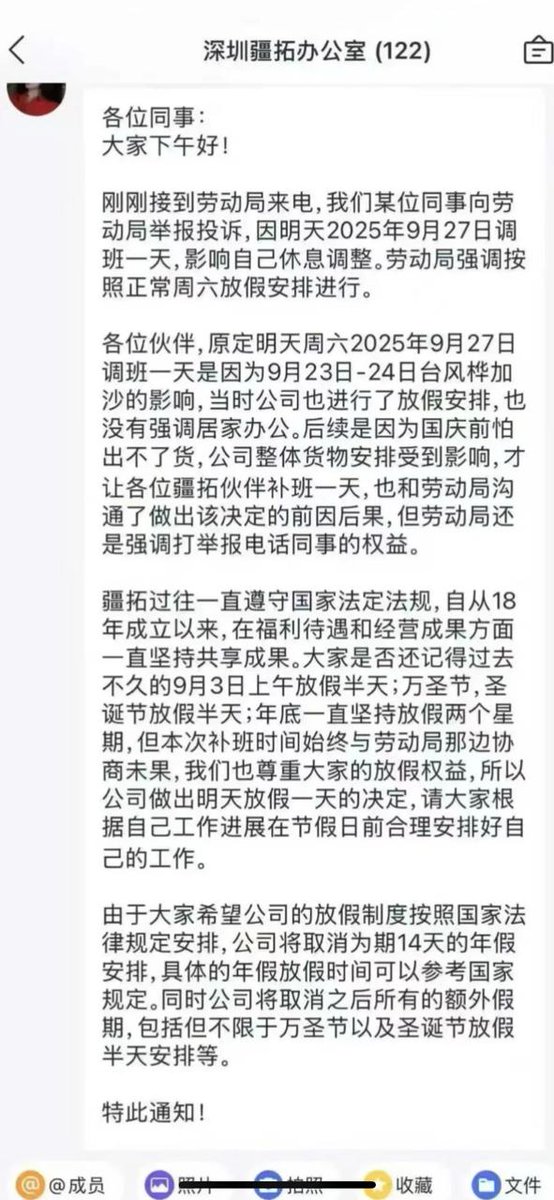 深圳疆拓办公室 (122)
各位同事：
大家下午好！
刚刚接到劳动局来电，我们某位同事向劳
动局举报投诉，因明天2025年9月27日调
班一天，影响自己休息调整。劳动局强调按
照正常周六放假安排进行。
各位伙伴，原定明天周六2025年9月27日
调班一天是因为9月23日-24日台风桦加
沙的影响，当时公司也进行了放假安排，也
没有强调居家办公。后续是因为国庆前怕
出不了货，公司整体货物安排受到影响，才
让各位疆拓伙伴补班一天，也和劳动局沟
通了做出该决定的前因后果，但劳动局还
是强调打举报电话同事的权益。
疆拓过往一直遵守国家法定法规，自从18
年成立以来，在福利待遇和经营成果方面
一直坚持共享成果。大家是否还记得过去
不久的9月3日上午放假半天；万圣节，圣
诞节放假半天；年底一直坚持放假两个星
期，但本次补班时间始终与劳动局那边协
商未果，我们也尊重大家的放假权益，所以
公司做出明天放假一天的决定，请大家根
据自己工作进展在节假日前合理安排好自
己的工作。
由于大家希望公司的放假制度按照国家法
律规定安排，公司将取消为期14天的年假
安排，具体的年假放假时间可以参考国家
规定。同时公司将取消之后所有的额外假
期，包括但不限于万圣节以及圣诞节放假
半天安排等。
特此通知！
@成员 照片 拍照 收藏 文件